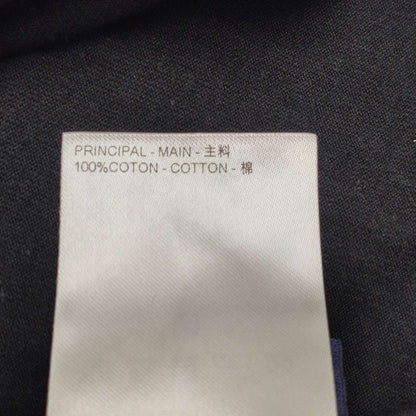 PRINCIPAL - MAIN - 主料
100%COTON - COTTON - 棉